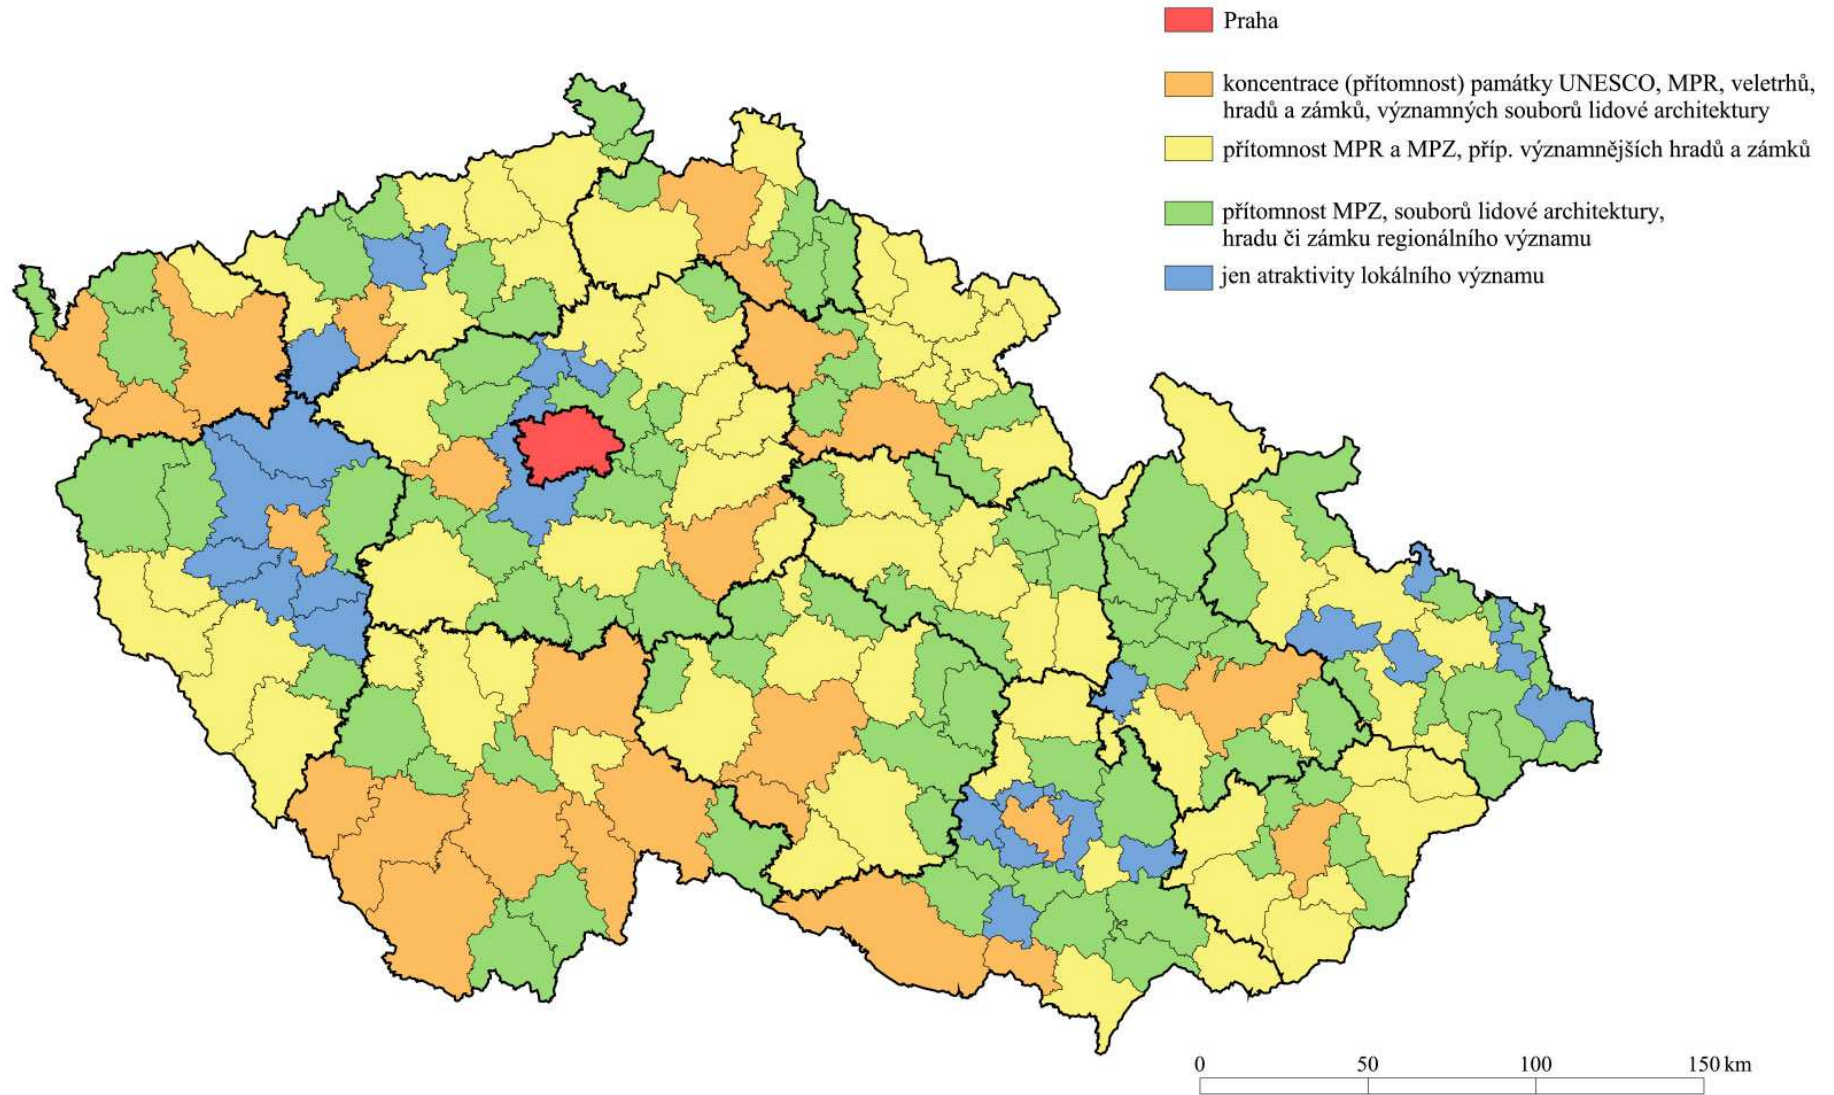 Praha
koncentrace (přítomnost) památky UNESCO, MPR, veletrhů,
hradů a zámků, významných souborů lidové architektury
přítomnost MPR a MPZ, příp. významnějších hradů a zámků
přítomnost MPZ, souborů lidové architektury,
hradu či zámku regionálního významu
jen atraktivity lokálního významu
0 50 100 150 km